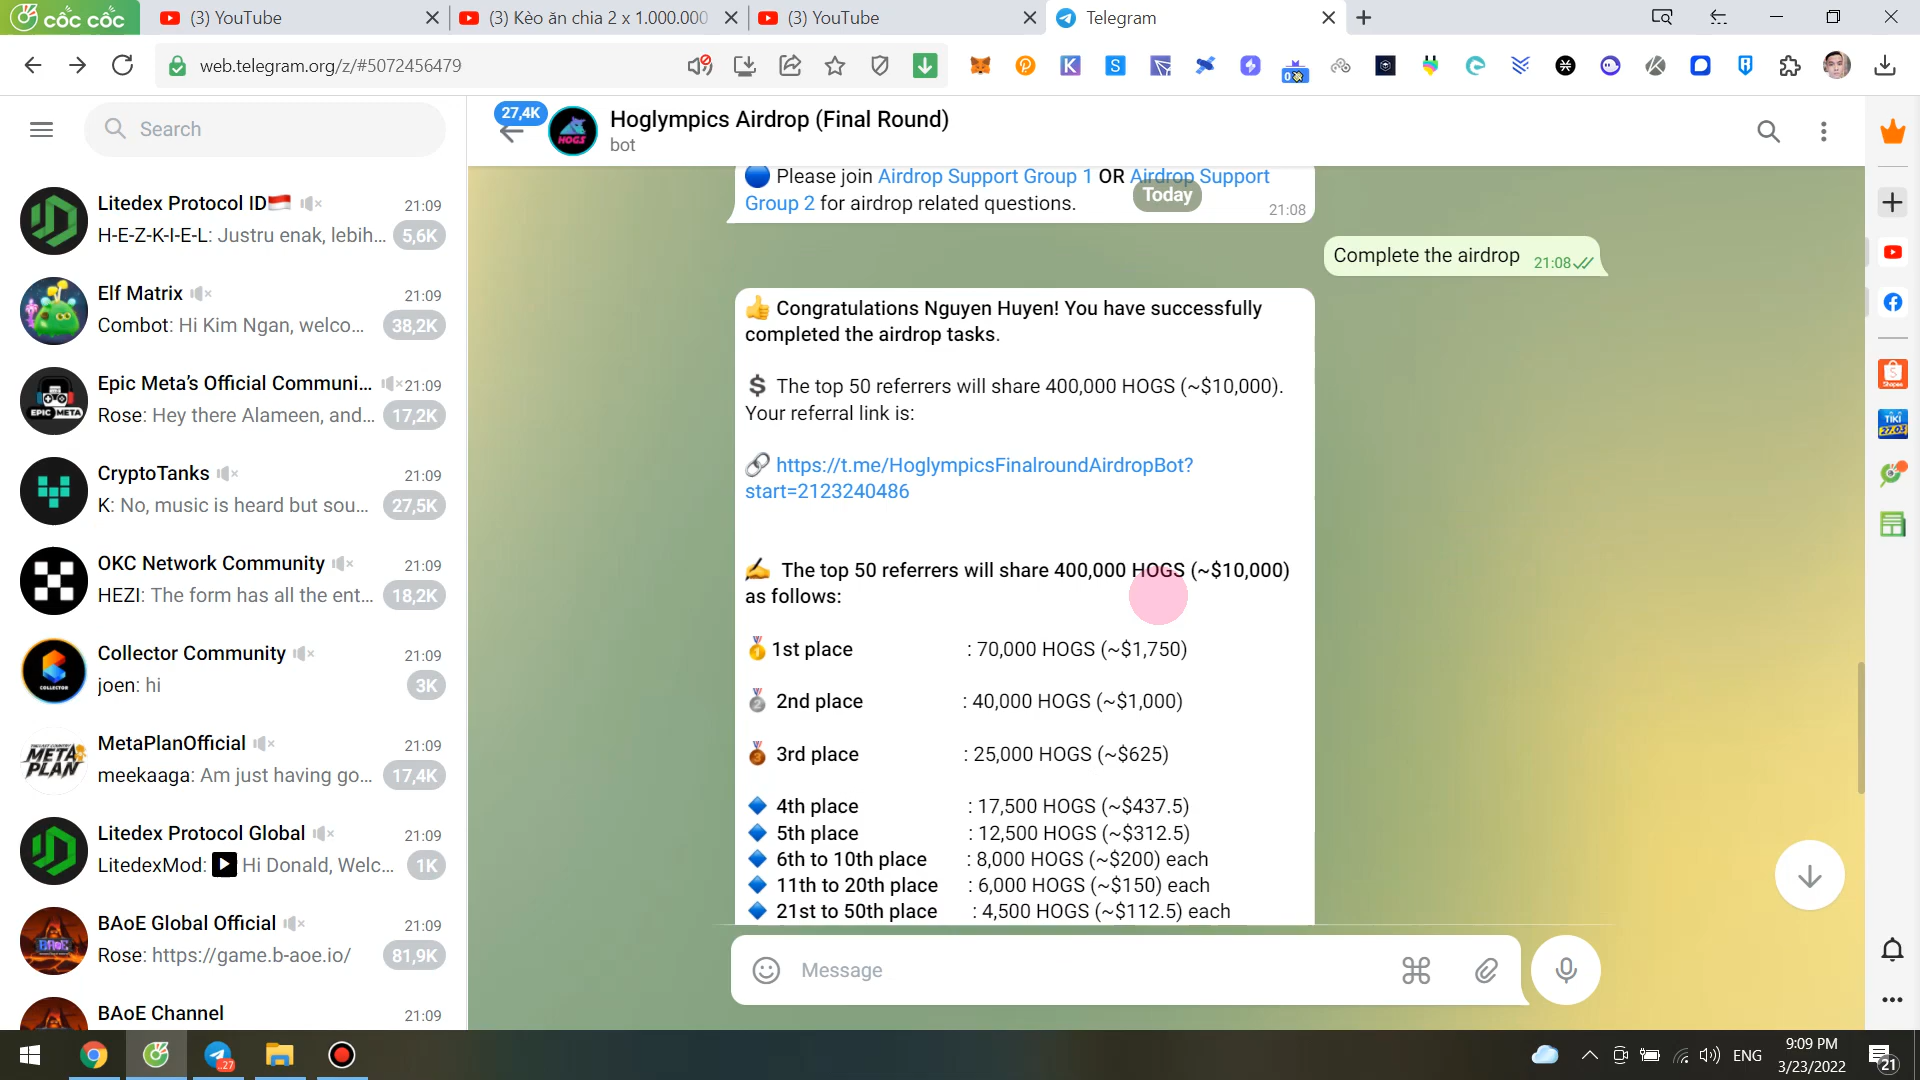 cốc cốc
(3) YouTube
(3) Kèo ăn chia 2 x 1.000.000
(3) YouTube
Telegram
web.telegram.org/z/#5072456479
Search
Litedex Protocol ID
21:09
H-E-Z-K-I-E-L: Justru enak, lebih...
5,6K
Elf Matrix
21:09
Combot: Hi Kim Ngan, welco...
38,2K
Epic Meta's Official Communi...
21:09
Rose: Hey there Alameen, and...
17,2K
CryptoTanks
21:09
K: No, music is heard but sou...
27,5K
OKC Network Community
21:09
HEZI: The form has all the ent...
18,2K
Collector Community
21:09
joen: hi
3K
MetaPlanOfficial
21:09
meekaaga: Am just having go...
17,4K
Litedex Protocol Global
21:09
LitedexMod: Hi Donald, Welc...
1K
BAoE Global Official
21:09
Rose: https://game.b-aoe.io/
81,9K
BAoE Channel
21:09
27,4K
HOGS
Hoglympics Airdrop (Final Round)
bot
Please join Airdrop Support Group 1 OR Airdrop Support
Group 2 for airdrop related questions.
21:08
Today
Complete the airdrop
21:08
Congratulations Nguyen Huyen! You have successfully
completed the airdrop tasks.
The top 50 referrers will share 400,000 HOGS (~$10,000).
Your referral link is:
https://t.me/HoglympicsFinalroundAirdropBot?
start=2123240486
The top 50 referrers will share 400,000 HOGS (~$10,000)
as follows:
1st place : 70,000 HOGS (~$1,750)
2nd place : 40,000 HOGS (~$1,000)
3rd place : 25,000 HOGS (~$625)
4th place : 17,500 HOGS (~$437.5)
5th place : 12,500 HOGS (~$312.5)
6th to 10th place : 8,000 HOGS (~$200) each
11th to 20th place : 6,000 HOGS (~$150) each
21st to 50th place : 4,500 HOGS (~$112.5) each
Message
ENG
9:09 PM
3/23/2022
21